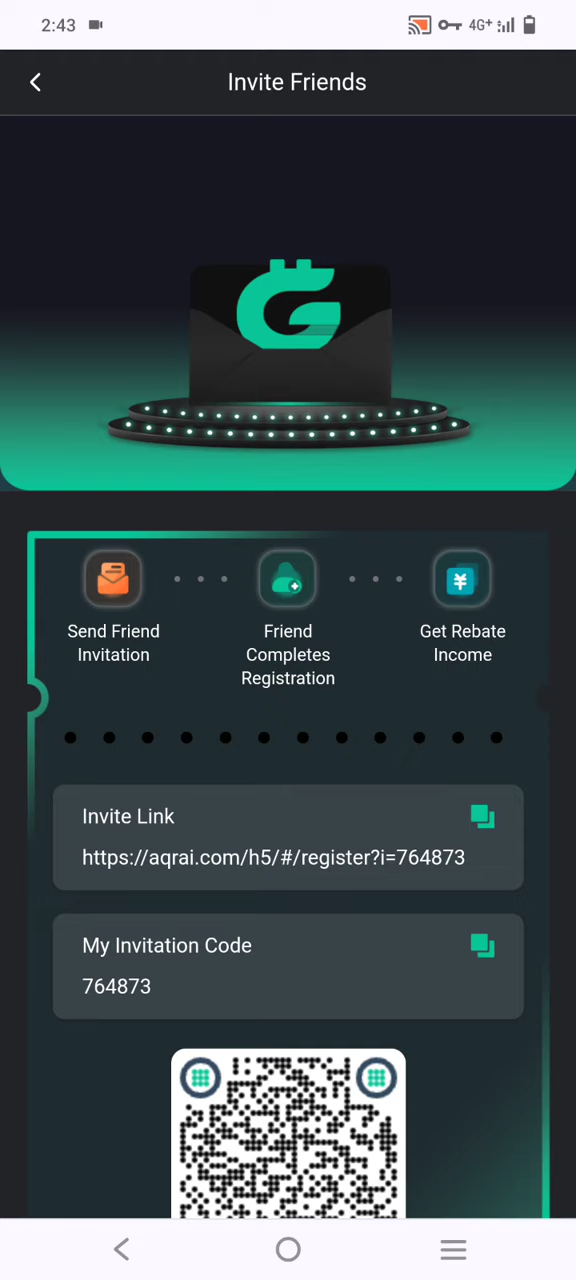 2:43
4G+
Invite Friends
Send Friend
Invitation
Friend
Completes
Registration
Get Rebate
Income
Invite Link
https://aqrai.com/h5/#/register?i=764873
My Invitation Code
764873